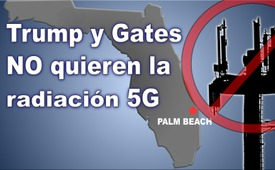 Trump y Gates
NO quieren la
radiación 5G
PALM BEACH